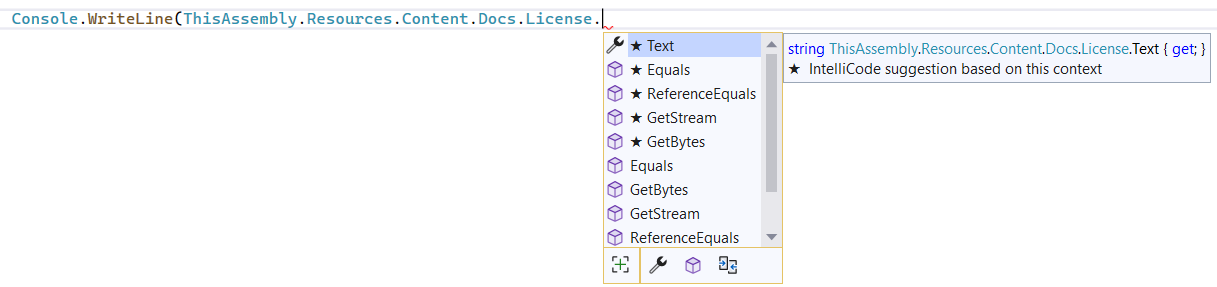 Console.WriteLine(ThisAssembly.Resources.Content.Docs.License.
★ Text
★ Equals
★ ReferenceEquals
★ GetStream
★ GetBytes
Equals
GetBytes
GetStream
ReferenceEquals
string ThisAssembly.Resources.Content.Docs.License.Text { get; }
★ IntelliCode suggestion based on this context